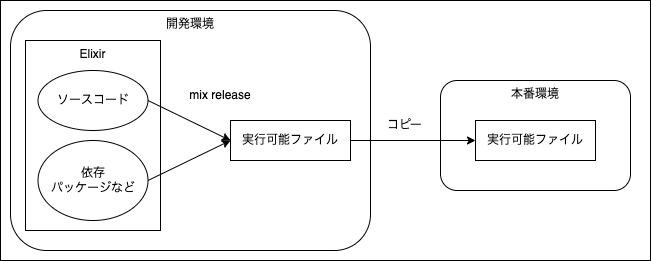 開発環境
Elixir
ソースコード
mix release
依存
パッケージなど
実行可能ファイル
コピー
本番環境
実行可能ファイル